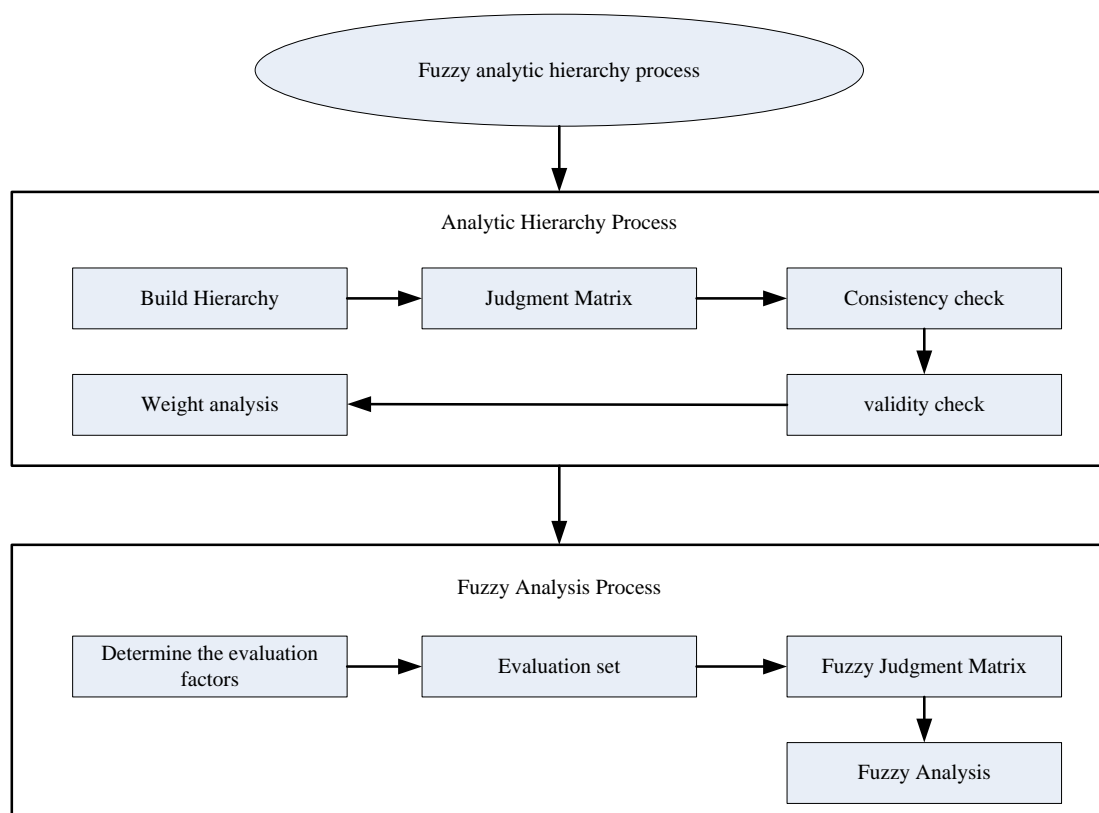 Fuzzy analytic hierarchy process
Analytic Hierarchy Process
Build Hierarchy
Judgment Matrix
Consistency check
Weight analysis
validity check
Fuzzy Analysis Process
Determine the evaluation
factors
Evaluation set
Fuzzy Judgment Matrix
Fuzzy Analysis